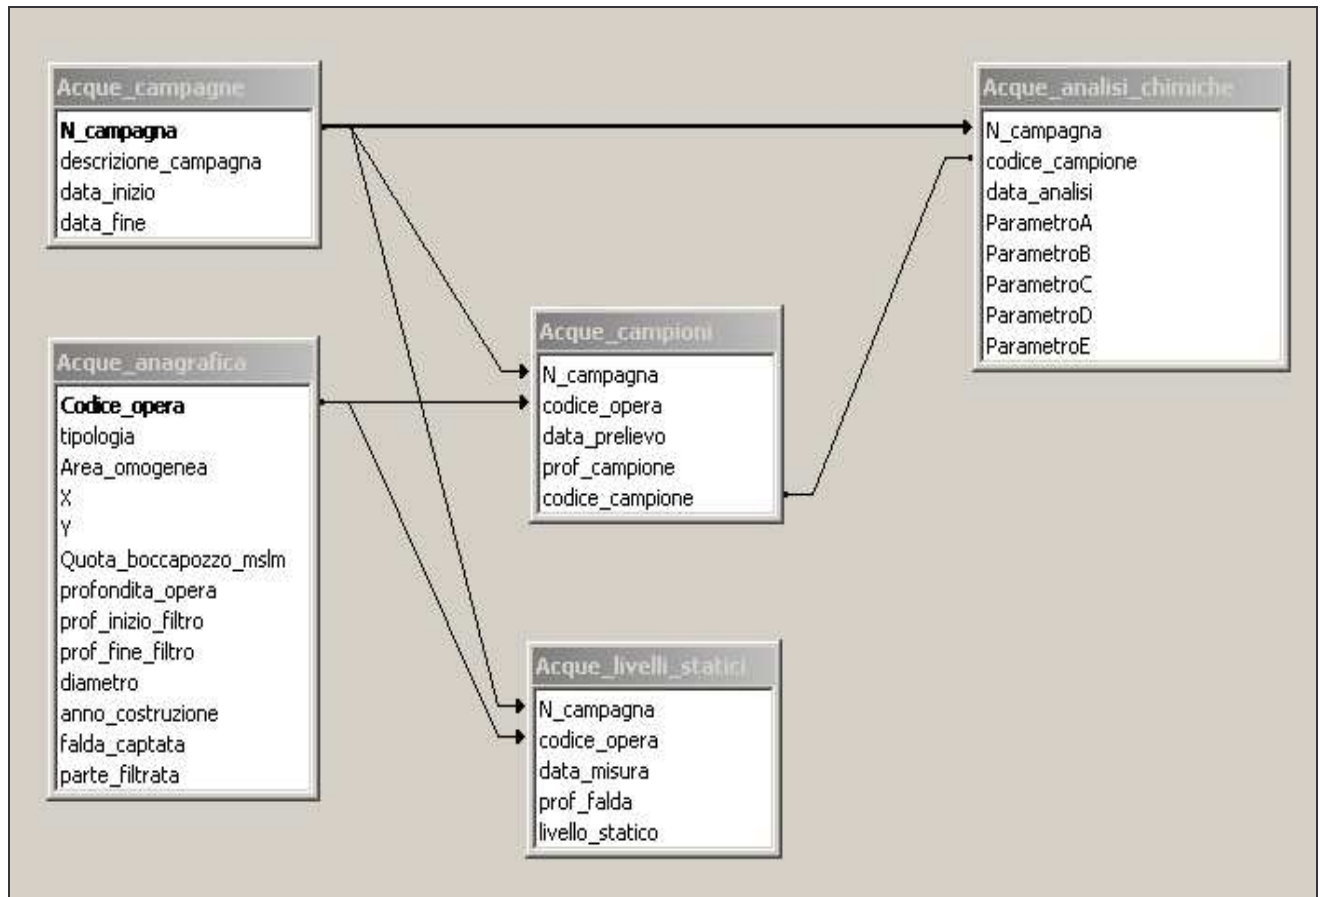 Acque_campagne
N_campagna
descrizione_campagna
data_inizio
data_fine
Acque_anagrafica
Codice_opera
tipologia
Area_omogenea
X
Y
Quota_boccapozzo_mslm
profondita_opera
prof_inizio_filtro
prof_fine_filtro
diametro
anno_costruzione
falda_captata
parte_filtrata
Acque_campioni
N_campagna
codice_opera
data_prelievo
prof_campione
codice_campione
Acque_livelli_statici
N_campagna
codice_opera
data_misura
prof_falda
livello_statico
Acque_analisi_chimiche
N_campagna
codice_campione
data_analisi
ParametroA
ParametroB
ParametroC
ParametroD
ParametroE